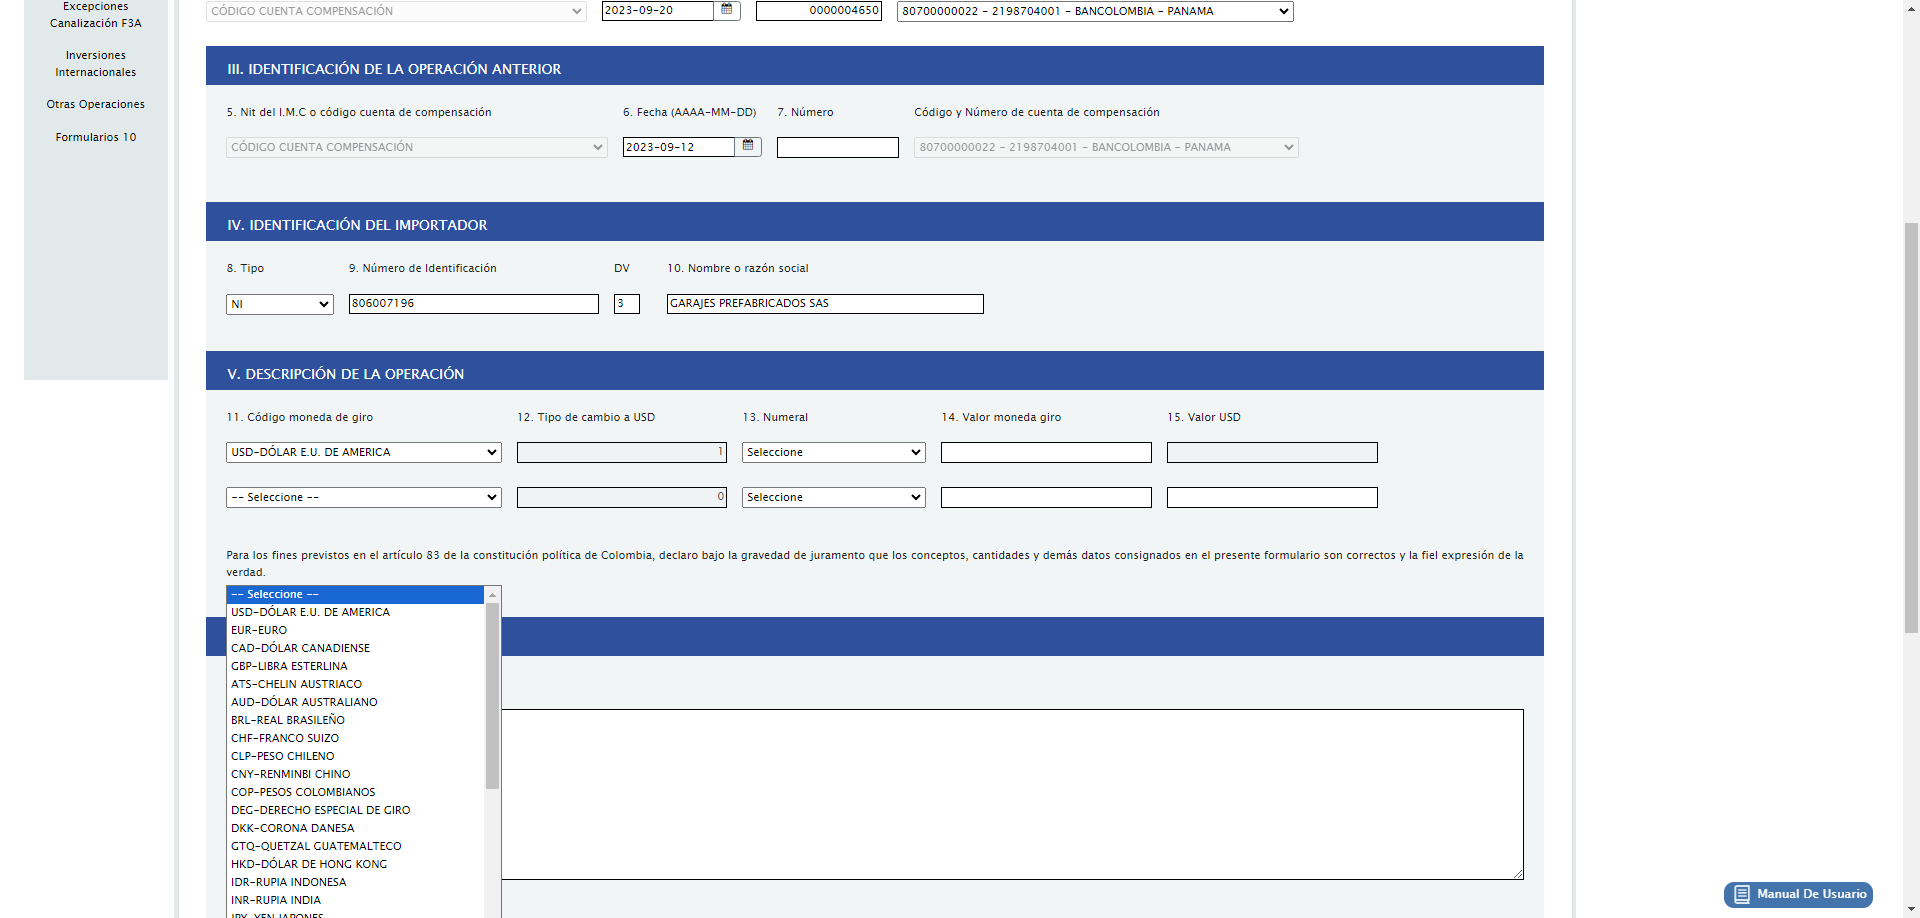 Excepciones
Canalización F3A
Inversiones
Internacionales
Otras Operaciones
Formularios 10
CÓDIGO CUENTA COMPENSACIÓN 2023-09-20 0000004650 80700000022 - 2198704001 - BANCOLOMBIA - PANAMA
III. IDENTIFICACIÓN DE LA OPERACIÓN ANTERIOR
5. Nit del I.M.C o código cuenta de compensación 6. Fecha (AAAA-MM-DD) 7. Número Código y Número de cuenta de compensación
CÓDIGO CUENTA COMPENSACIÓN 2023-09-12 80700000022 - 2198704001 - BANCOLOMBIA - PANAMA
IV. IDENTIFICACIÓN DEL IMPORTADOR
8. Tipo 9. Número de Identificación DV 10. Nombre o razón social
NI 806007196 3 GARAJES PREFABRICADOS SAS
V. DESCRIPCIÓN DE LA OPERACIÓN
11. Código moneda de giro 12. Tipo de cambio a USD 13. Numeral 14. Valor moneda giro 15. Valor USD
USD-DÓLAR E.U. DE AMERICA 1 Seleccione
-- Seleccione -- 0 Seleccione
Para los fines previstos en el artículo 83 de la constitución política de Colombia, declaro bajo la gravedad de juramento que los conceptos, cantidades y demás datos consignados en el presente formulario son correctos y la fiel expresión de la
verdad.
-- Seleccione --
USD-DÓLAR E.U. DE AMERICA
EUR-EURO
CAD-DÓLAR CANADIENSE
GBP-LIBRA ESTERLINA
ATS-CHELIN AUSTRIACO
AUD-DÓLAR AUSTRALIANO
BRL-REAL BRASILEÑO
CHF-FRANCO SUIZO
CLP-PESO CHILENO
CNY-RENMINBI CHINO
COP-PESOS COLOMBIANOS
DEG-DERECHO ESPECIAL DE GIRO
DKK-CORONA DANESA
GTQ-QUETZAL GUATEMALTECO
HKD-DÓLAR DE HONG KONG
IDR-RUPIA INDONESA
INR-RUPIA INDIA
JPY-YEN JAPONES
Manual De Usuario